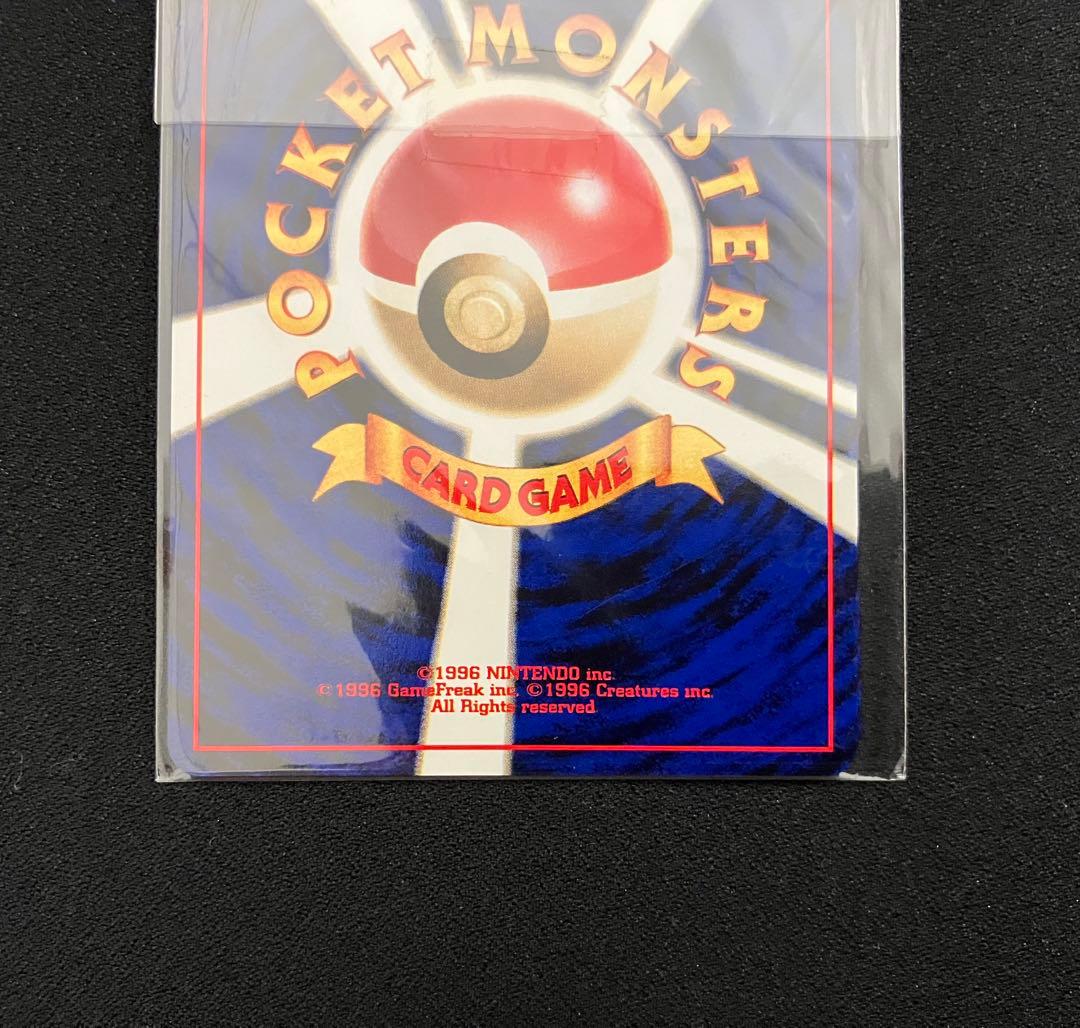 POCKET MONSTERS
CARD GAME
©1996 NINTENDO inc.
©1996 GameFreak inc. ©1996 Creatures inc.
All Rights reserved.